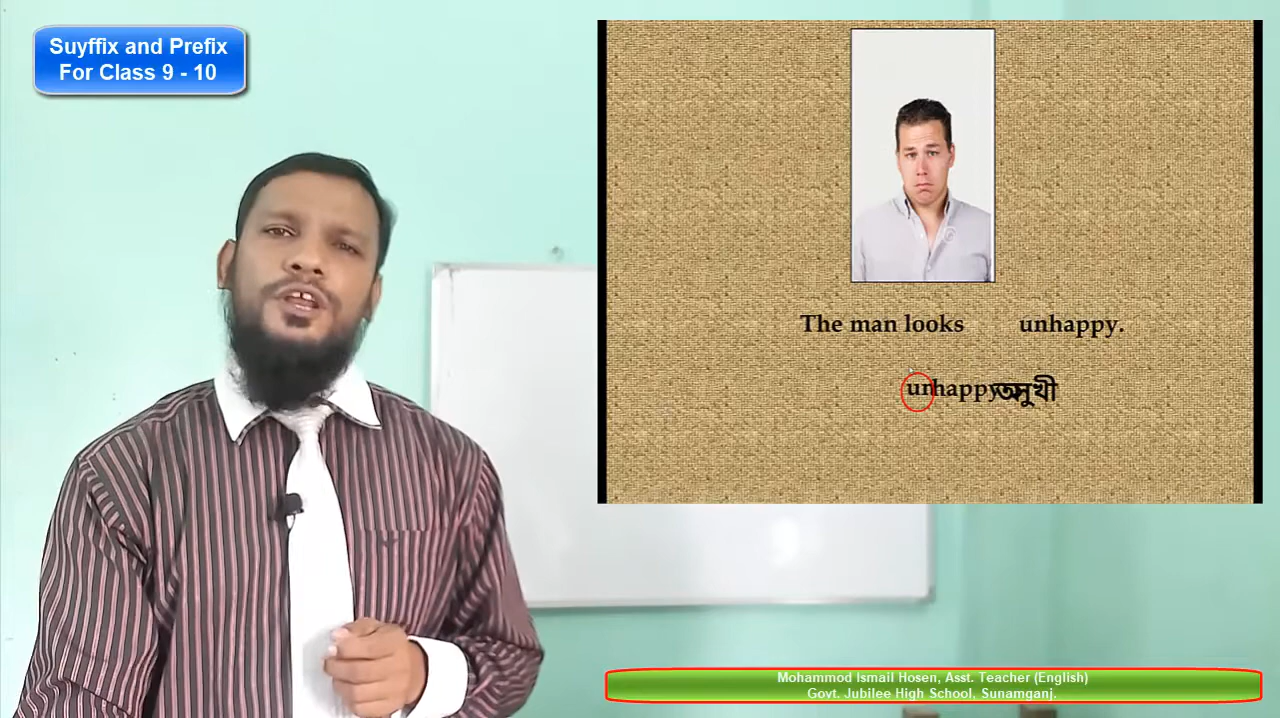 Suyffix and Prefix
For Class 9 - 10
The man looks unhappy.
unhappy অসুখী
Mohammod Ismail Hosen, Asst. Teacher (English)
Govt. Jubilee High School, Sunamganj.